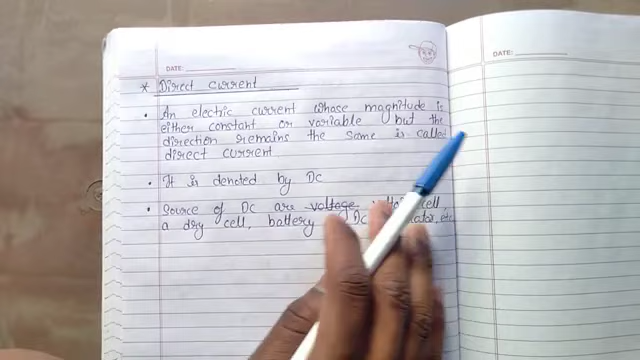 DATE:
DATE:
* Direct current
• An electric current whose magnitude is
either constant or variable but the
direction remains the same is called
direct current
• It is denoted by DC
• Source of DC are voltage, cell,
a dry cell, battery DC etc